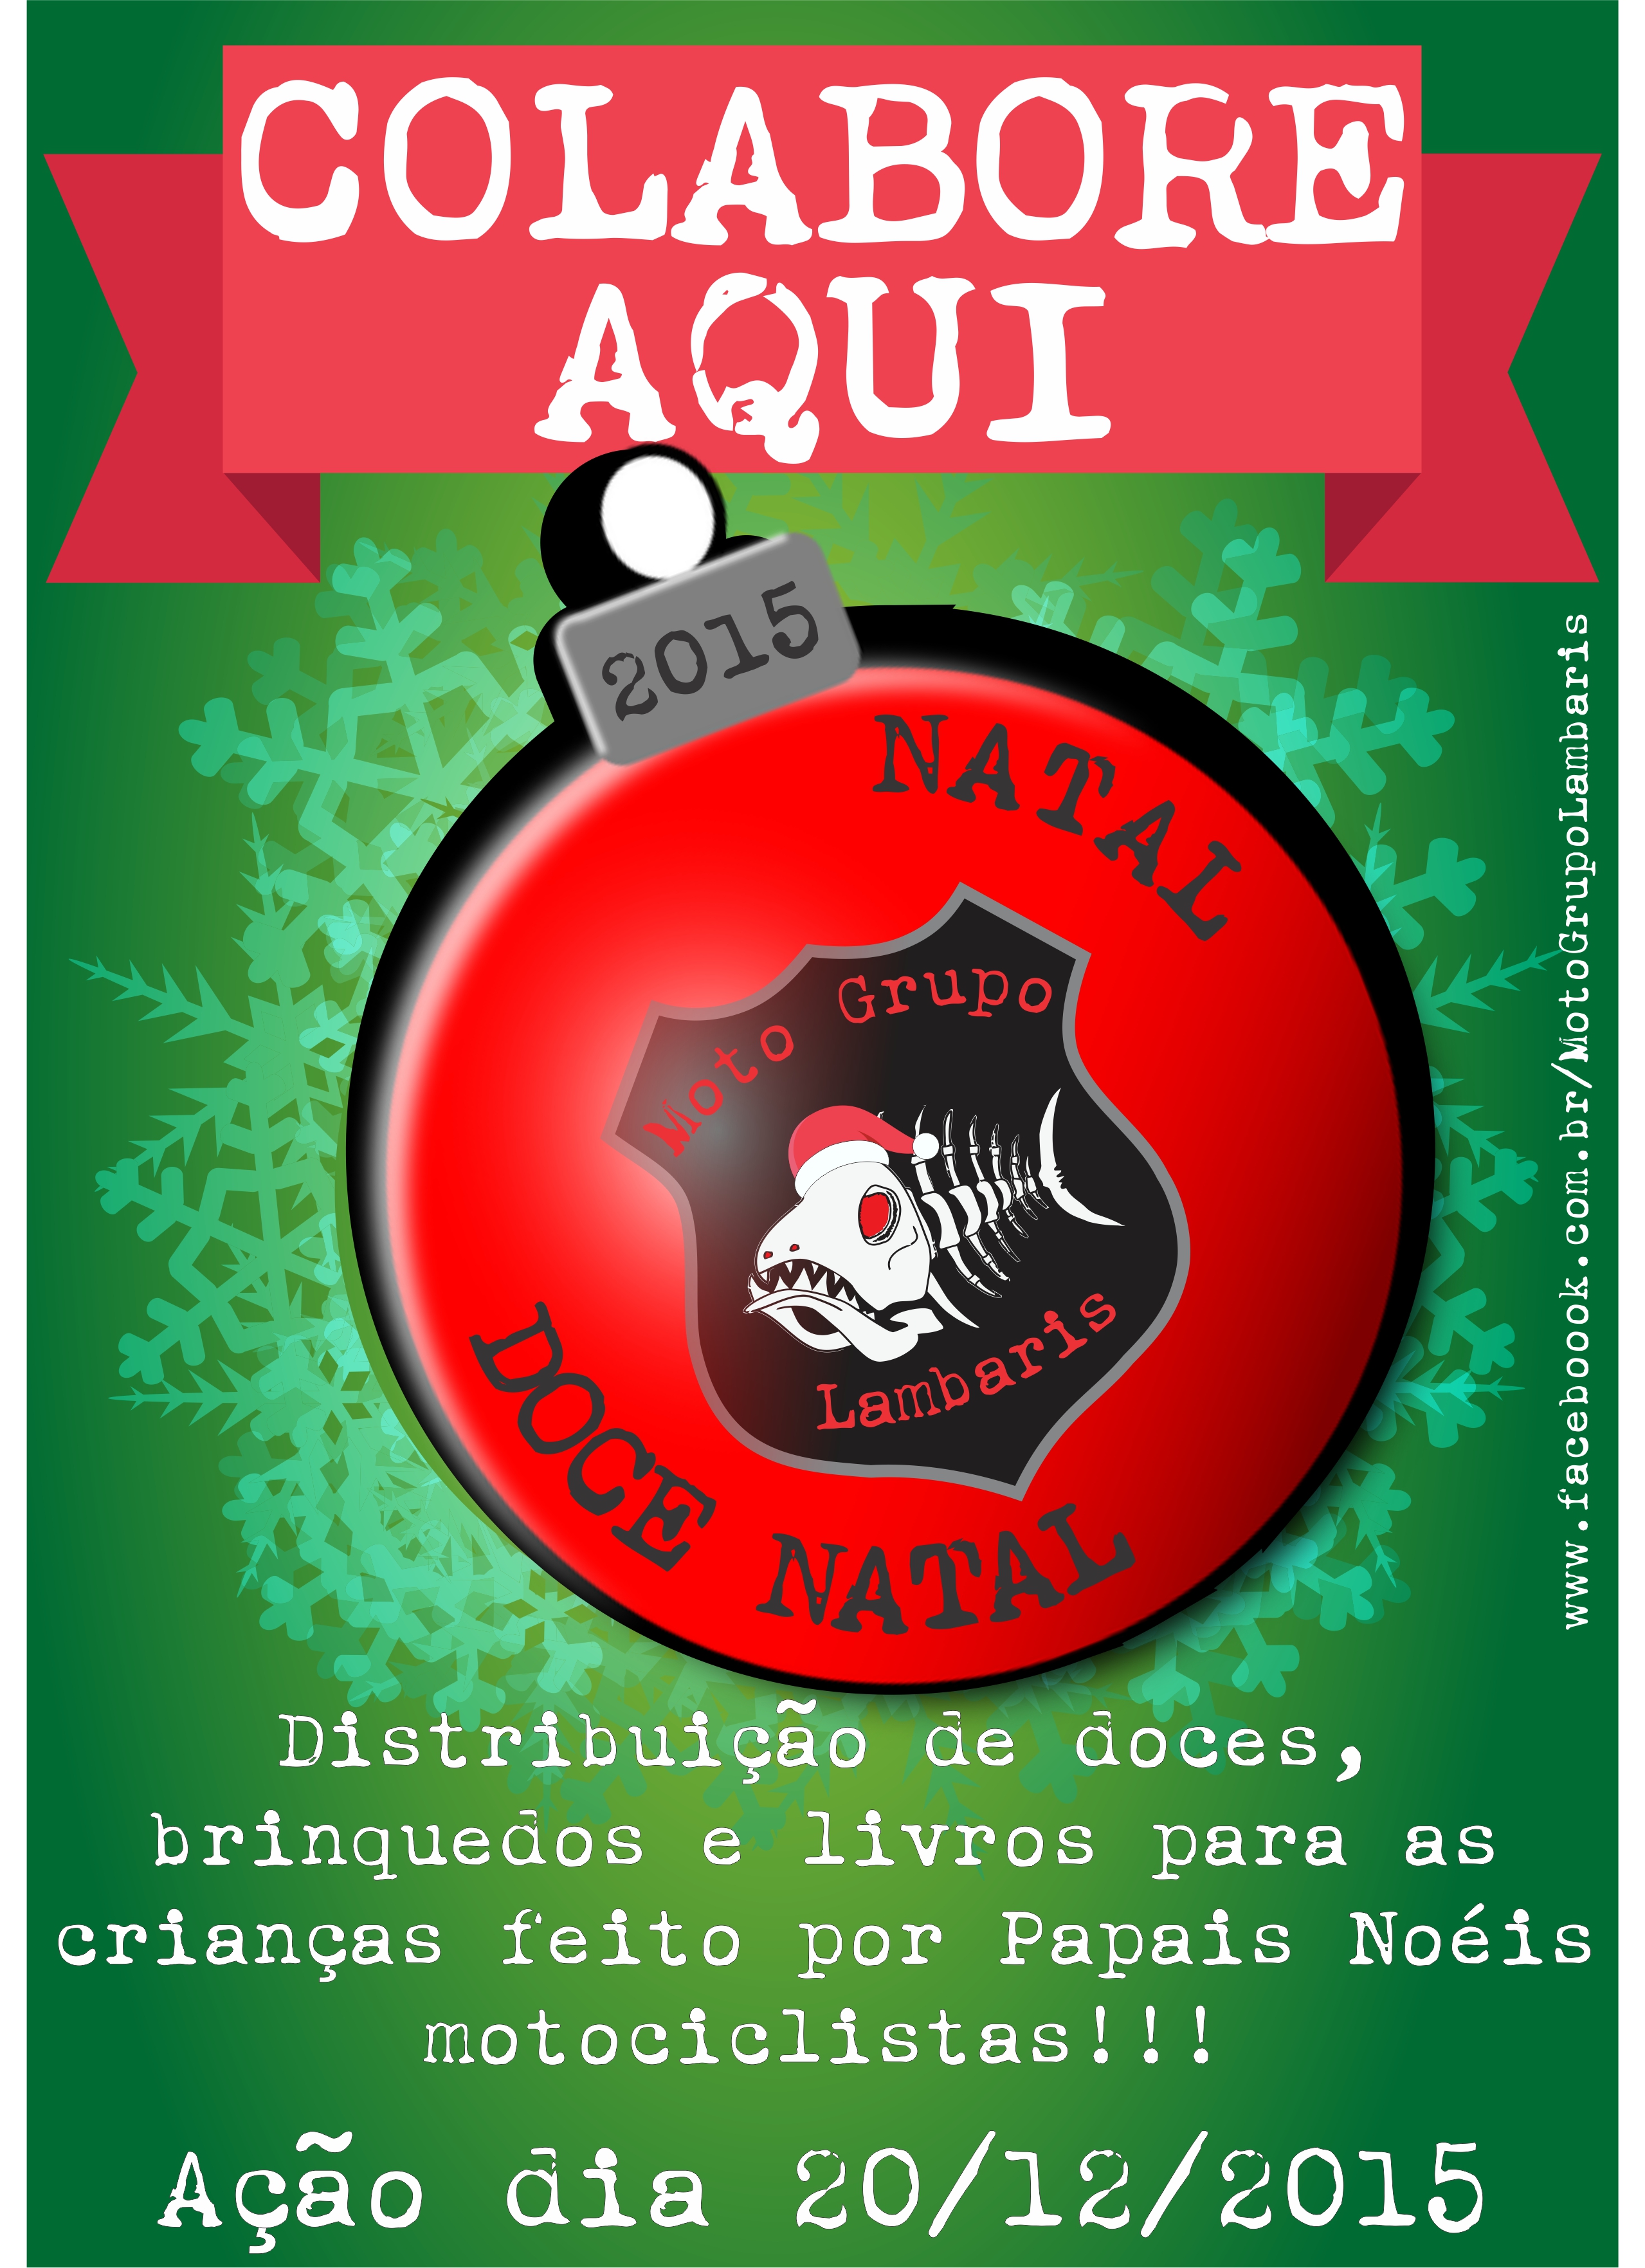 COLABORE
AQUI
2015
NATAL
Moto Grupo
Lambaris
DOCE NATAL
www.faceboook.com.br/MotoGrupoLambaris
Distribuição de doces,
brinquedos e livros para as
crianças feito por Papais Noéis
motociclistas!!!
Ação dia 20/12/2015